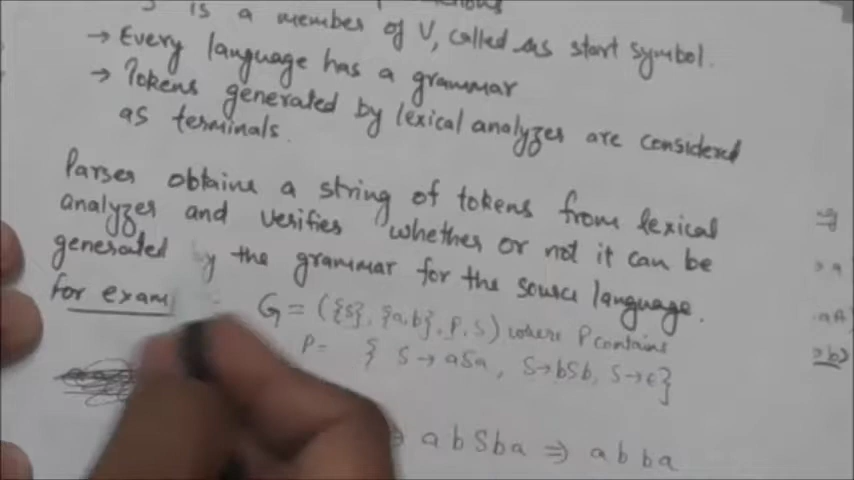 S is a member of V, called as start symbol.
→ Every language has a grammar
→ Tokens generated by lexical analyzer are considered
as terminals.
Parser obtains a string of tokens from lexical
analyzer and verifies whether or not it can be
generated by the grammar for the source language.
for exam
G = ({S}, {a,b}, P, S) where P contains
P = { S → aSa, S → bSb, S → ϵ}
⇒ a b S b a ⇒ a b b a